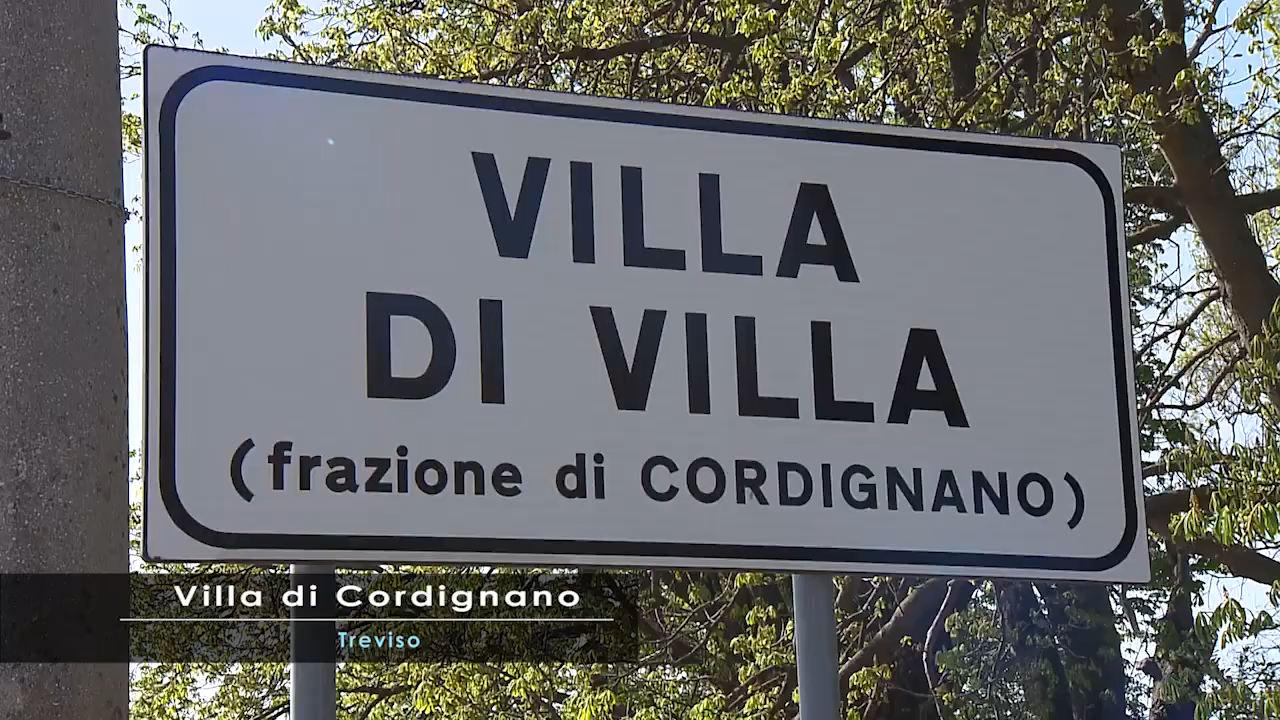 VILLA
DI VILLA
(frazione di CORDIGNANO)
Villa di Cordignano
Treviso